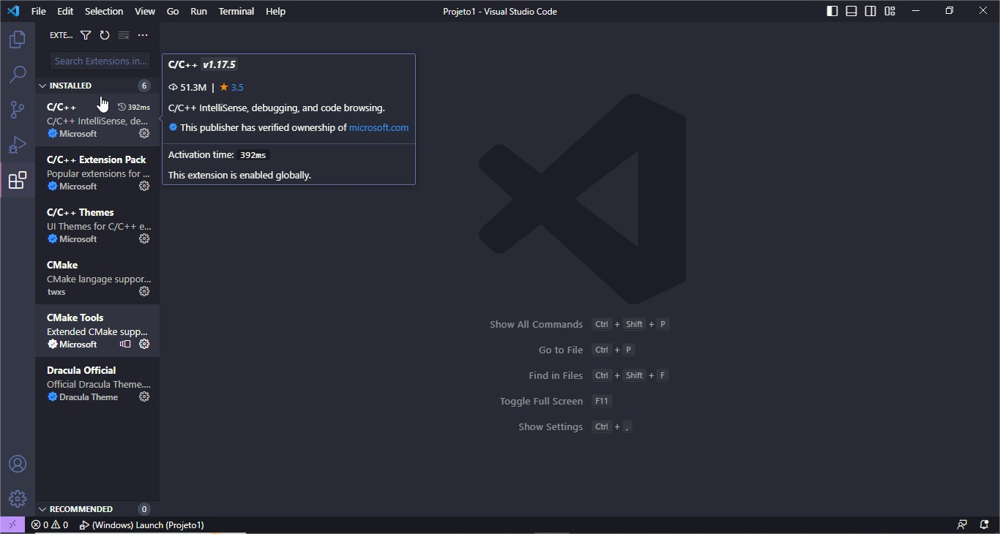 File Edit Selection View Go Run Terminal Help
Projeto1 - Visual Studio Code
EXTE...
Search Extensions in...
INSTALLED 6
C/C++ 392ms
C/C++ IntelliSense, de...
Microsoft
C/C++ Extension Pack
Popular extensions for ...
Microsoft
C/C++ Themes
UI Themes for C/C++ e...
Microsoft
CMake
CMake langage suppor...
twxs
CMake Tools
Extended CMake supp...
Microsoft
Dracula Official
Official Dracula Theme....
Dracula Theme
RECOMMENDED 0
C/C++ v1.17.5
51.3M | 3.5
C/C++ IntelliSense, debugging, and code browsing.
This publisher has verified ownership of microsoft.com
Activation time: 392ms
This extension is enabled globally.
Show All Commands Ctrl + Shift + P
Go to File Ctrl + P
Find in Files Ctrl + Shift + F
Toggle Full Screen F11
Show Settings Ctrl + ,
0 0 (Windows) Launch (Projeto1)